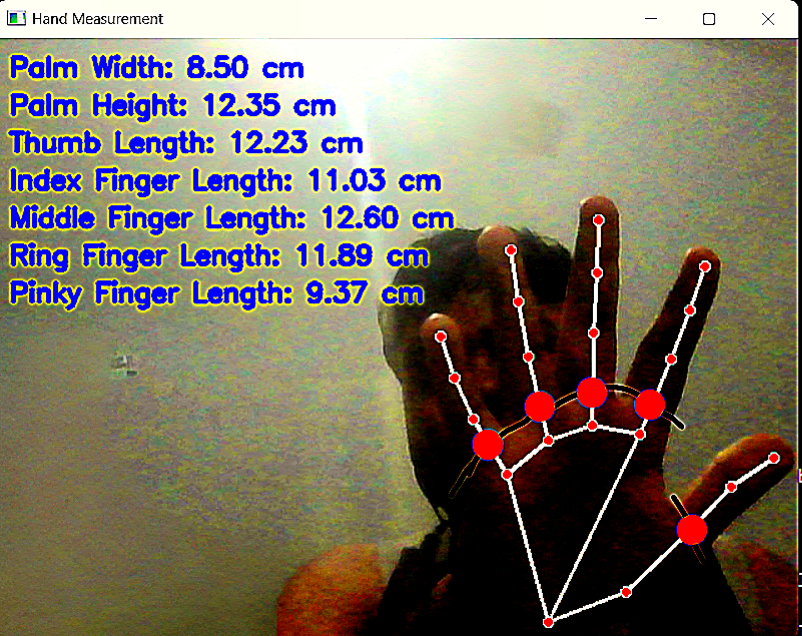 Hand Measurement
Palm Width: 8.50 cm
Palm Height: 12.35 cm
Thumb Length: 12.23 cm
Index Finger Length: 11.03 cm
Middle Finger Length: 12.60 cm
Ring Finger Length: 11.89 cm
Pinky Finger Length: 9.37 cm